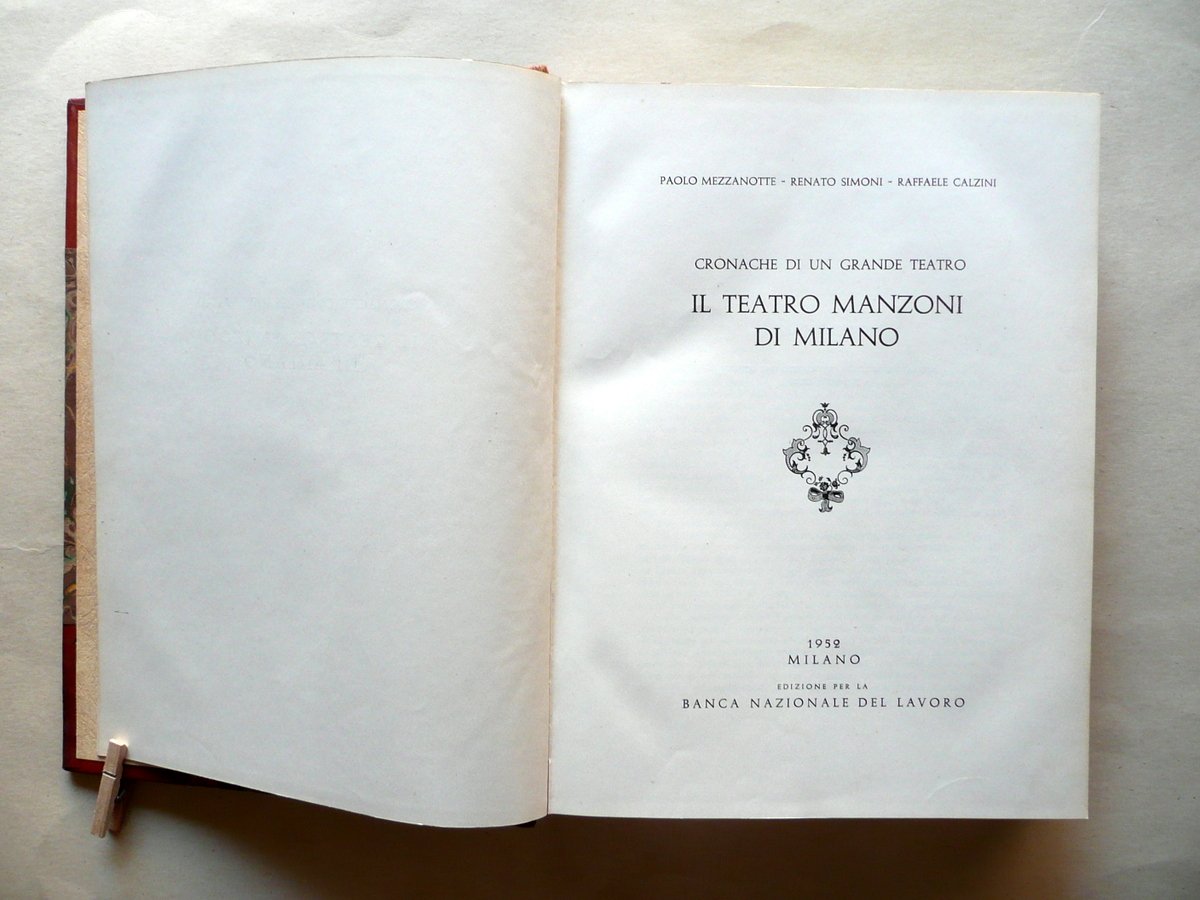 PAOLO MEZZANOTTE - RENATO SIMONI - RAFFAELE CALZINI
CRONACHE DI UN GRANDE TEATRO
IL TEATRO MANZONI
DI MILANO
1952
MILANO
EDIZIONE PER LA
BANCA NAZIONALE DEL LAVORO